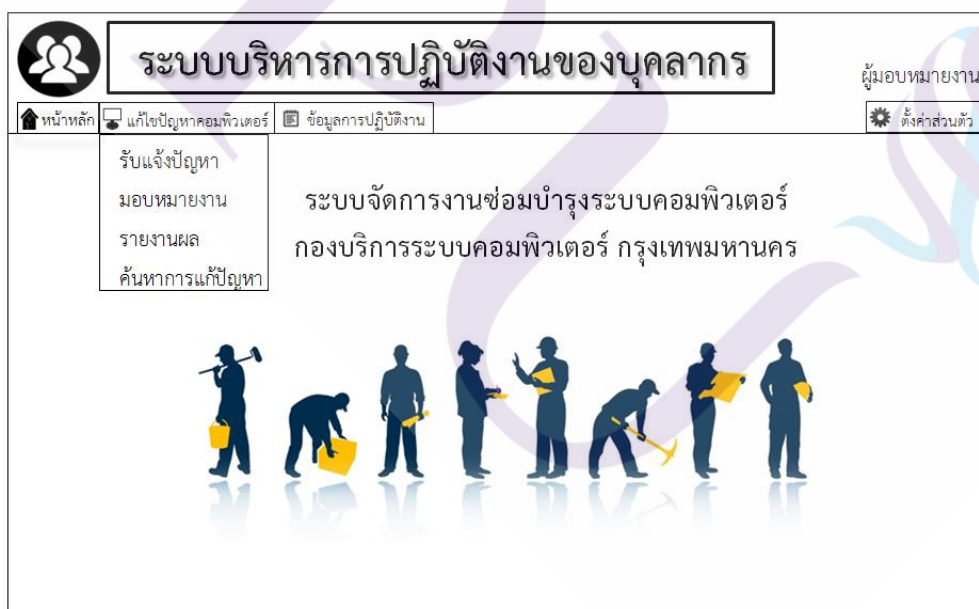 ระบบบริหารการปฏิบัติงานของบุคลากร
ผู้มอบหมายงาน
หน้าหลัก แก้ไขปัญหาคอมพิวเตอร์ ข้อมูลการปฏิบัติงาน ตั้งค่าส่วนตัว
รับแจ้งปัญหา
มอบหมายงาน
รายงานผล
ค้นหาการแก้ปัญหา
ระบบจัดการงานซ่อมบำรุงระบบคอมพิวเตอร์
กองบริการระบบคอมพิวเตอร์ กรุงเทพมหานคร